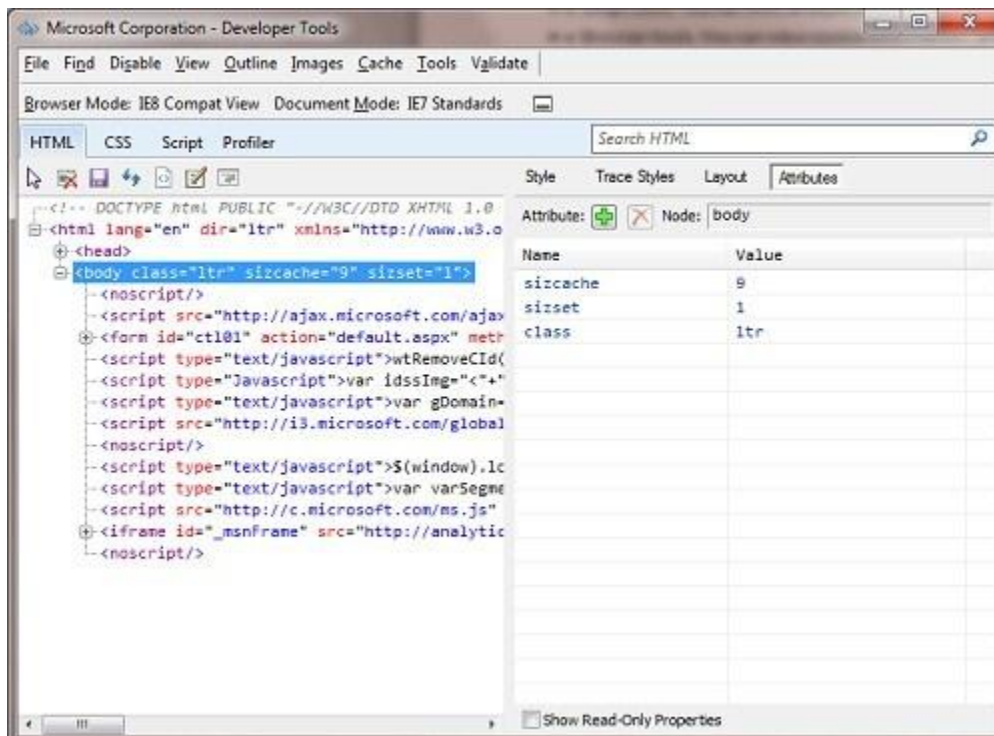 Microsoft Corporation - Developer Tools
File Find Disable View Outline Images Cache Tools Validate
Browser Mode: IE8 Compat View Document Mode: IE7 Standards
HTML CSS Script Profiler
Search HTML
Style Trace Styles Layout Attributes
Attribute: Node: body
Name Value
sizcache 9
sizset 1
class ltr
<!-- DOCTYPE html PUBLIC "-//W3C//DTD XHTML 1.0
<html lang="en" dir="ltr" xmlns="http://www.w3.o
<head>
<body class="ltr" sizcache="9" sizset="1">
<noscript/>
<script src="http://ajax.microsoft.com/ajax
<form id="ctl01" action="default.aspx" meth
<script type="text/javascript">wtRemoveCId(
<script type="Javascript">var idssImg="<"+"
<script type="text/javascript">var gDomain=
<script src="http://i3.microsoft.com/global
<noscript/>
<script type="text/javascript">$(window).lo
<script type="text/javascript">var varSegme
<script src="http://c.microsoft.com/ms.js"
<iframe id="_msnFrame" src="http://analytic
<noscript/>
Show Read-Only Properties